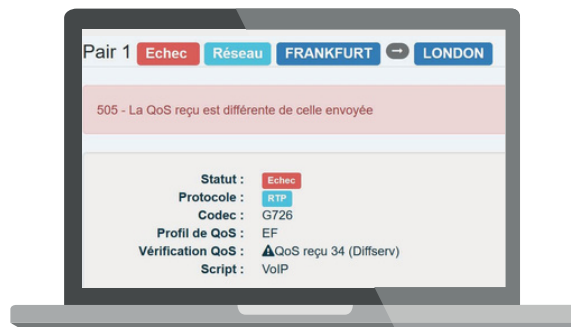 Pair 1 Echec Réseau FRANKFURT → LONDON
505 - La QoS reçu est différente de celle envoyée
Statut : Echec
Protocole : RTP
Codec : G726
Profil de QoS : EF
Vérification QoS : QoS reçu 34 (Diffserv)
Script : VoIP